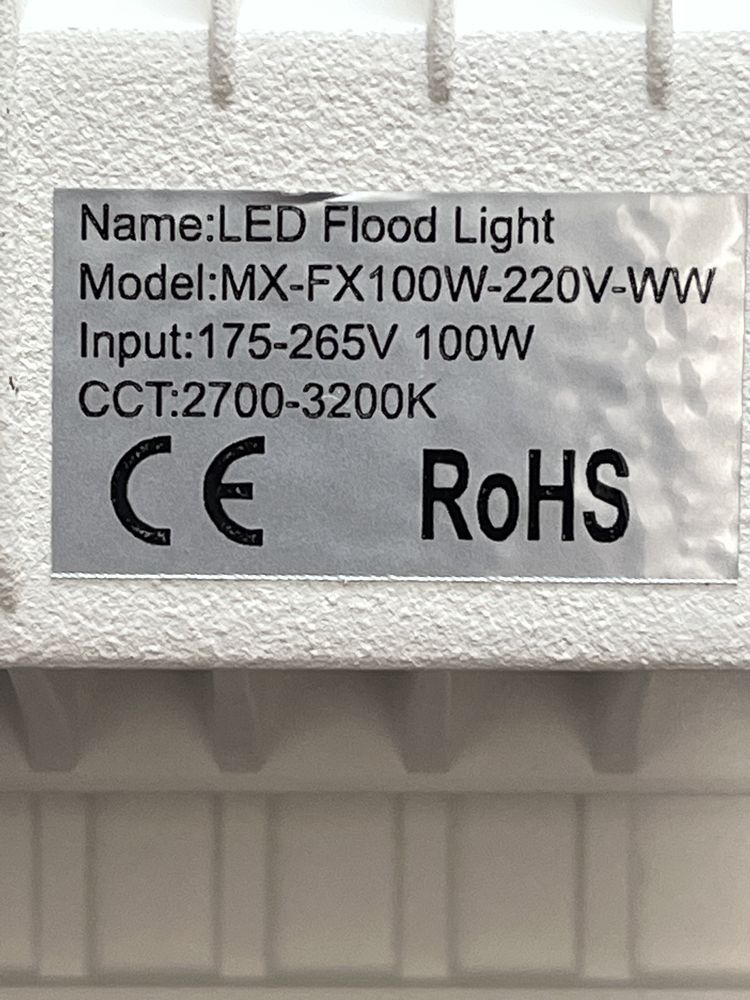 Name:LED Flood Light
Model:MX-FX100W-220V-WW
Input:175-265V 100W
CCT:2700-3200K
CE RoHS